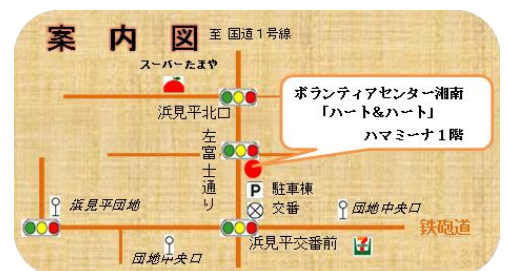 案 内 図
至 国道1号線
スーパーたまや
ボランティアセンター湘南
「ハート&ハート」
ハマミーナ1階
浜見平北口
左富士通り
P 駐車棟
交番
浜見平団地
団地中央口
鉄砲道
団地中央口
浜見平交番前
7